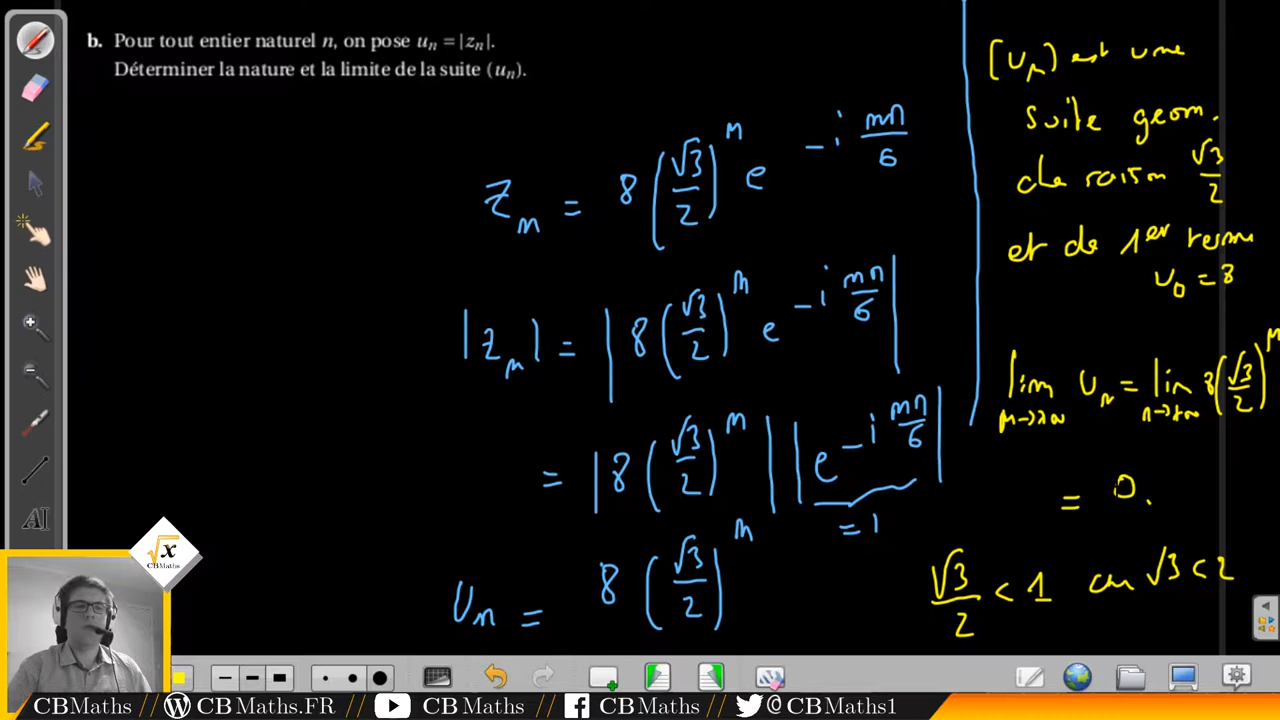 b. Pour tout entier naturel n, on pose uₙ = |zₙ|.
Déterminer la nature et la limite de la suite (uₙ).
zₙ = 8 (√3/2)ⁿ e^(-i nπ/6)
|zₙ| = |8 (√3/2)ⁿ e^(-i nπ/6)|
= |8 (√3/2)ⁿ| |e^(-i nπ/6)|
= 1
Uₙ = 8 (√3/2)ⁿ
(Uₙ) est une
suite geom.
de raison √3/2
et de 1er terme
U₀ = 8
lim n→+∞ Uₙ = lim n→+∞ 8 (√3/2)ⁿ
= 0.
√3/2 < 1 car √3 < 2
√x
CBMaths
AI
CBMaths
CBMaths.FR
CBMaths
CBMaths
@CBMaths1